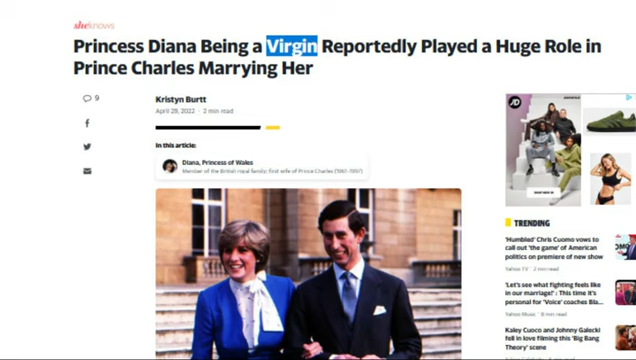 sheknows
Princess Diana Being a Virgin Reportedly Played a Huge Role in
Prince Charles Marrying Her
9
Kristyn Burtt
April 29, 2022 · 2 min read
In this article:
Diana, Princess of Wales
Member of the British royal family; first wife of Prince Charles (1961-1997)
JD
SHOP NOW
TRENDING
'Humbled' Chris Cuomo vows to
call out 'the game' of American
politics on premiere of new show
Yahoo TV · 2 min read
'Let's see what fighting feels like
in our marriage!': This time it's
personal for 'Voice' coaches Bla...
Yahoo Music · 8 min read
Kaley Cuoco and Johnny Galecki
fell in love filming this 'Big Bang
Theory' scene